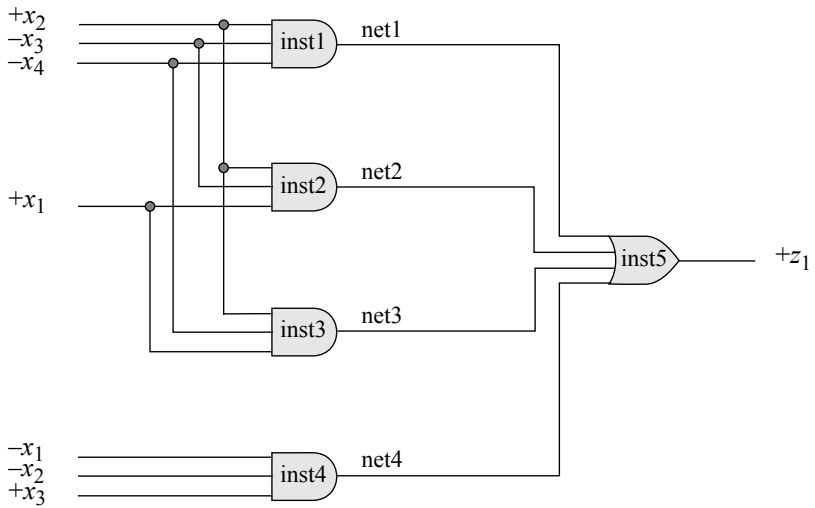 +x₂
–x₃
–x₄
inst1
net1
+x₁
inst2
net2
inst5
+z₁
inst3
net3
–x₁
–x₂
+x₃
inst4
net4